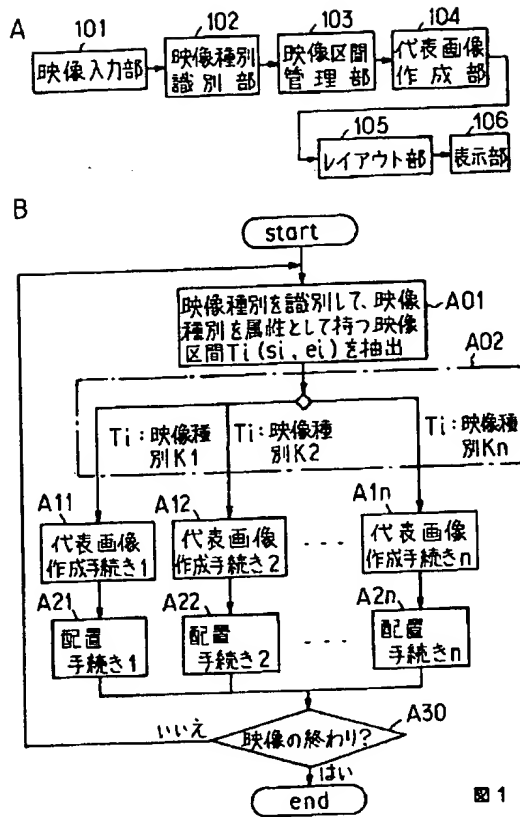 A
101
映像入力部
102
映像種別
識別部
103
映像区間
管理部
104
代表画像
作成部
105
レイアウト部
106
表示部
B
start
映像種別を識別して、映像
種別を属性として持つ映像
区間Ti(si, ei)を抽出
A01
A02
Ti:映像種
別K1
Ti:映像種
別K2
Ti:映像種
別Kn
A11
代表画像
作成手続き1
A12
代表画像
作成手続き2
- - - -
A1n
代表画像
作成手続きn
A21
配置
手続き1
A22
配置
手続き2
- - - -
A2n
配置
手続きn
A30
映像の終わり?
いいえ
はい
end
図1